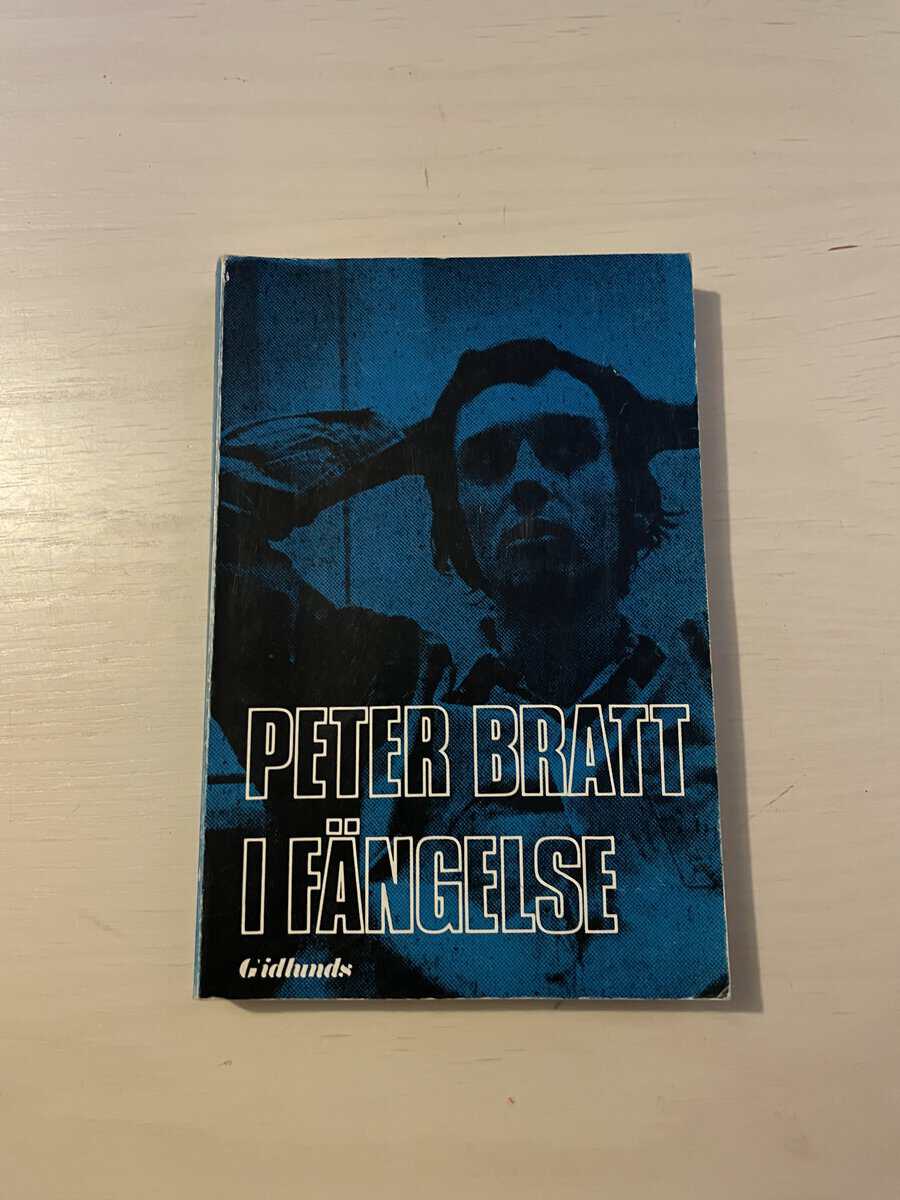 PETER BRATT
I FÄNGELSE
Gidlunds